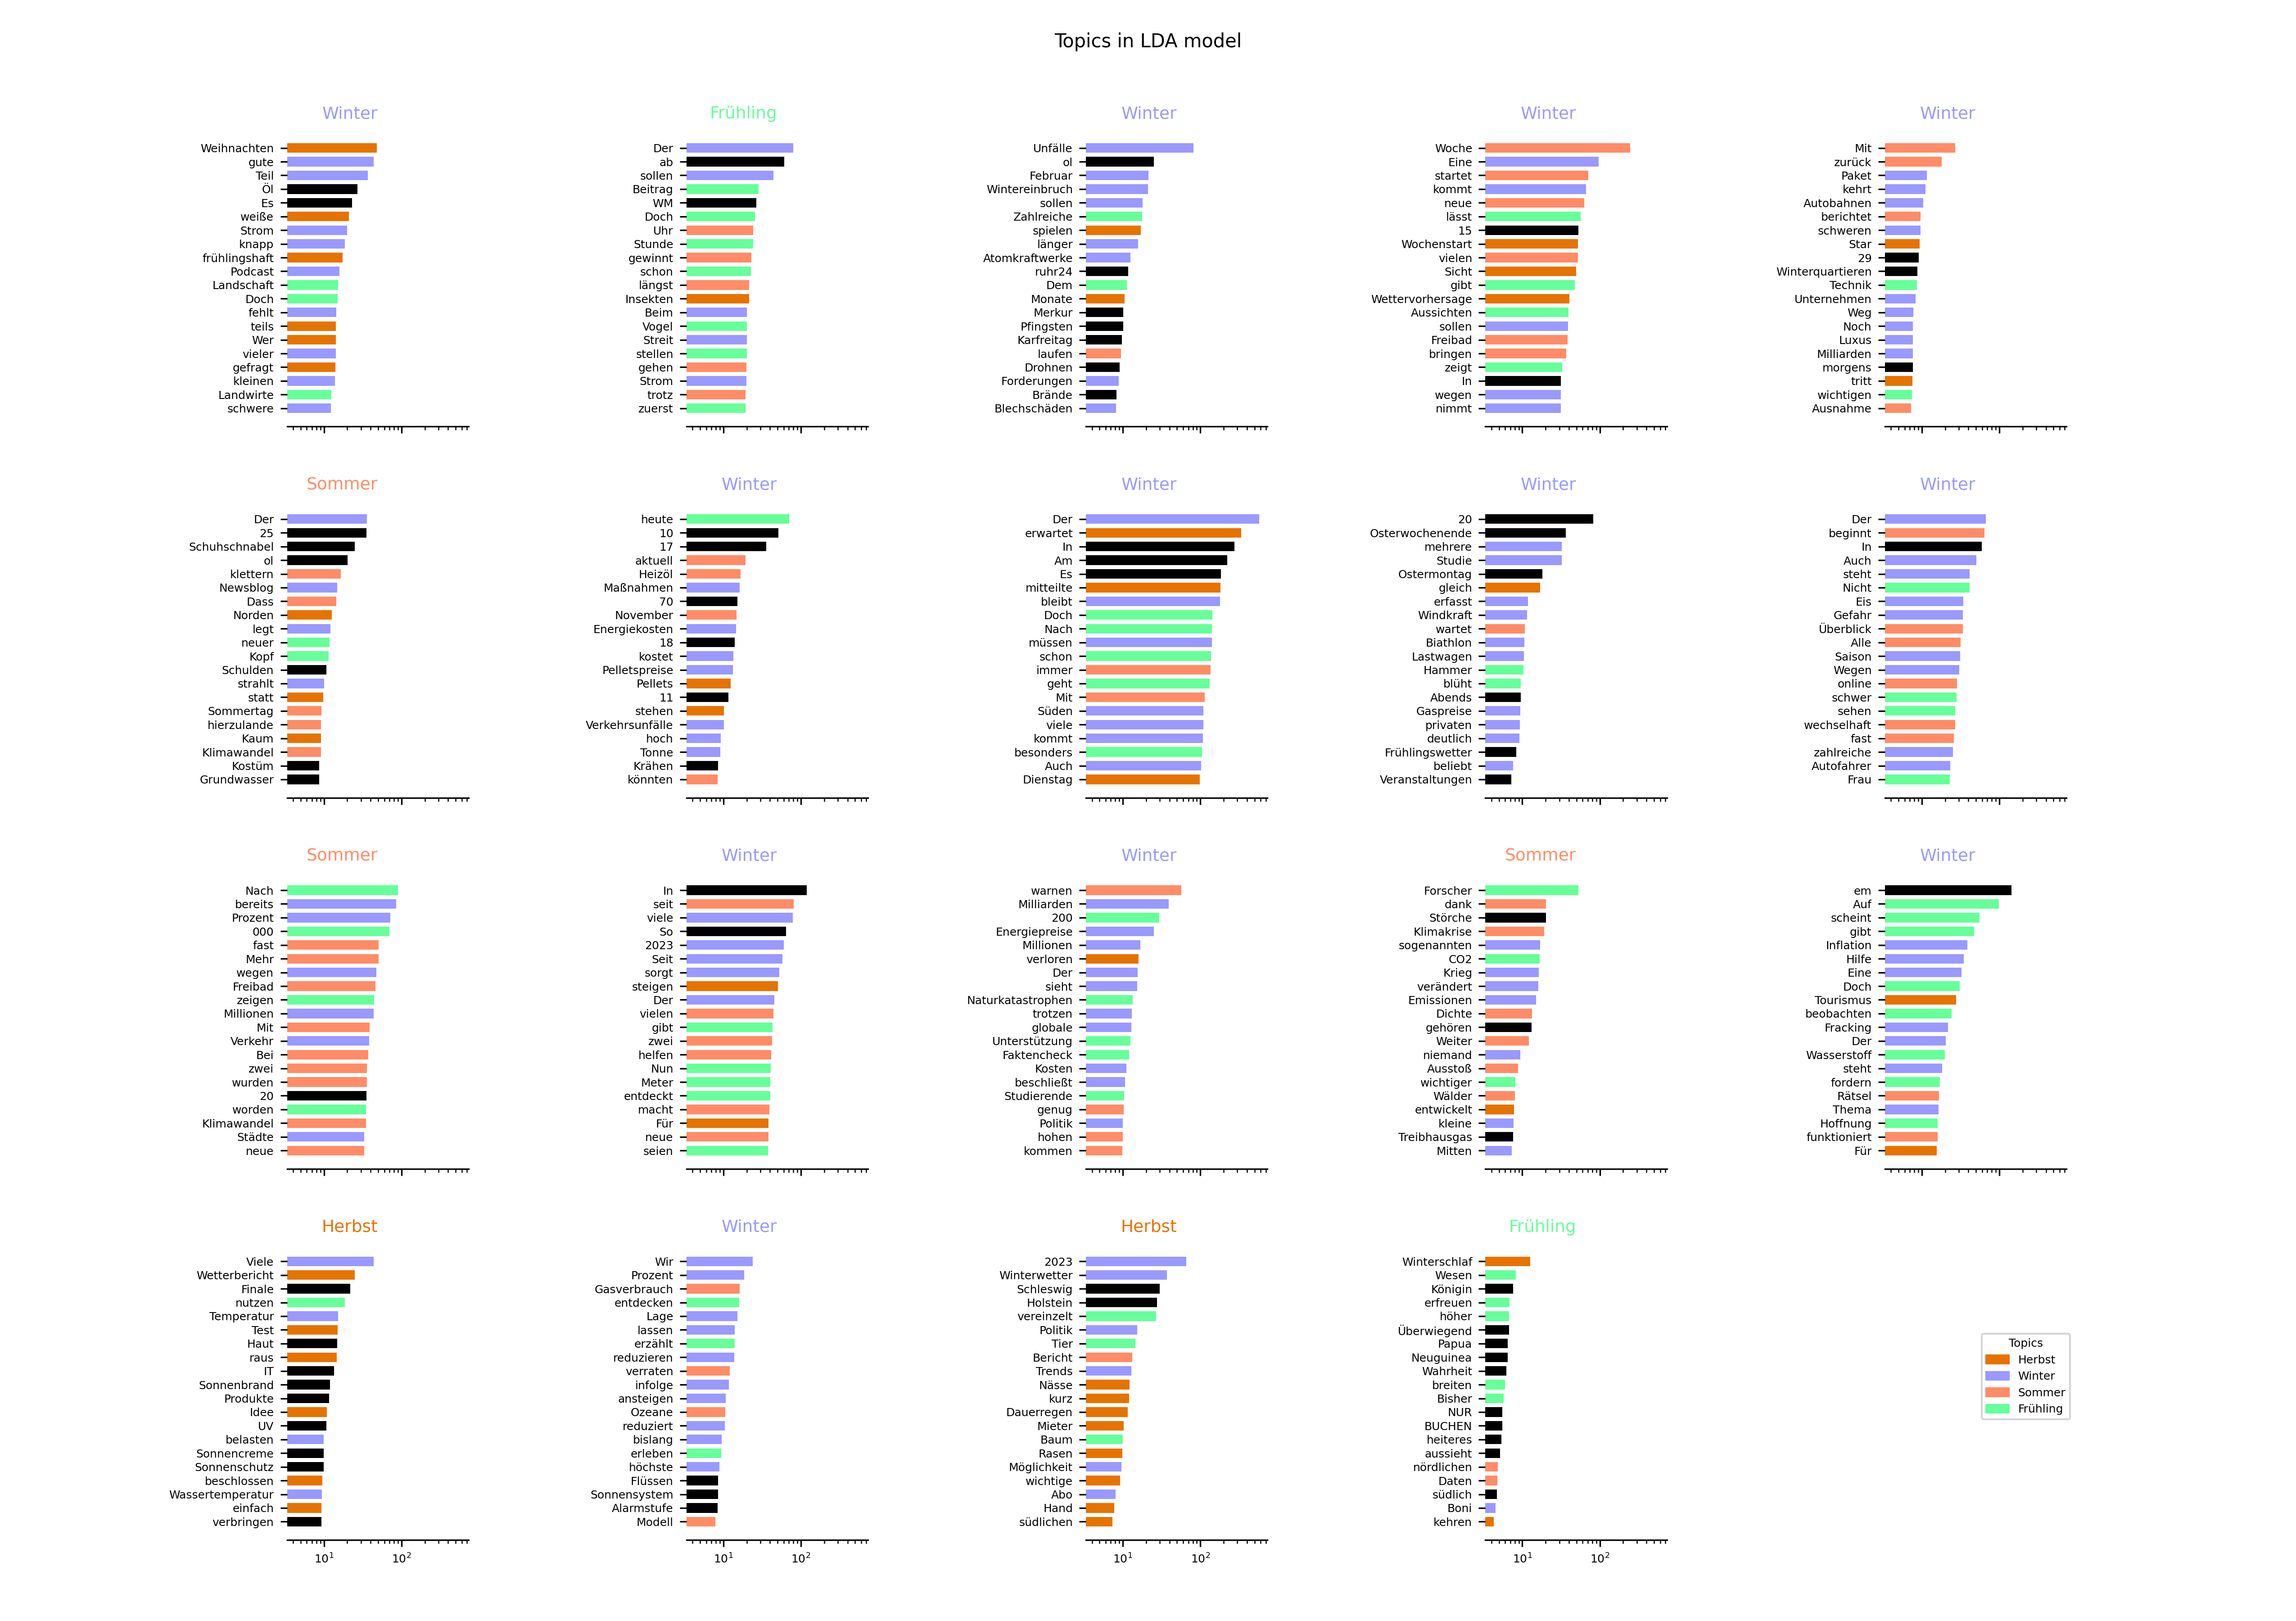 Topics in LDA model
Winter
Weihnachten
gute
Teil
Öl
Es
weiße
Strom
knapp
frühlingshaft
Podcast
Landschaft
Doch
fehlt
teils
Wer
vieler
gefragt
kleinen
Landwirte
schwere
Frühling
Der
ab
sollen
Beitrag
WM
Doch
Uhr
Stunde
gewinnt
schon
längst
Insekten
Beim
Vogel
Streit
stellen
gehen
Strom
trotz
zuerst
Winter
Unfälle
ol
Februar
Wintereinbruch
sollen
Zahlreiche
spielen
länger
Atomkraftwerke
ruhr24
Dem
Monate
Merkur
Pfingsten
Karfreitag
laufen
Drohnen
Forderungen
Brände
Blechschäden
Winter
Woche
Eine
startet
kommt
neue
lässt
15
Wochenstart
vielen
Sicht
gibt
Wettervorhersage
Aussichten
sollen
Freibad
bringen
zeigt
In
wegen
nimmt
Winter
Mit
zurück
Paket
kehrt
Autobahnen
berichtet
schweren
Star
29
Winterquartieren
Technik
Unternehmen
Weg
Noch
Luxus
Milliarden
morgens
tritt
wichtigen
Ausnahme
Sommer
Der
25
Schuhschnabel
ol
klettern
Newsblog
Dass
Norden
legt
neuer
Kopf
Schulden
strahlt
statt
Sommertag
hierzulande
Kaum
Klimawandel
Kostüm
Grundwasser
Winter
heute
10
17
aktuell
Heizöl
Maßnahmen
70
November
Energiekosten
18
kostet
Pelletspreise
Pellets
11
stehen
Verkehrsunfälle
hoch
Tonne
Krähen
könnten
Winter
Der
erwartet
In
Am
Es
mitteilte
bleibt
Doch
Nach
müssen
schon
immer
geht
Mit
Süden
viele
kommt
besonders
Auch
Dienstag
Winter
20
Osterwochenende
mehrere
Studie
Ostermontag
gleich
erfasst
Windkraft
wartet
Biathlon
Lastwagen
Hammer
blüht
Abends
Gaspreise
privaten
deutlich
Frühlingswetter
beliebt
Veranstaltungen
Winter
Der
beginnt
In
Auch
steht
Nicht
Eis
Gefahr
Überblick
Alle
Saison
Wegen
online
schwer
sehen
wechselhaft
fast
zahlreiche
Autofahrer
Frau
Sommer
Nach
bereits
Prozent
000
fast
Mehr
wegen
Freibad
zeigen
Millionen
Mit
Verkehr
Bei
zwei
wurden
20
worden
Klimawandel
Städte
neue
Winter
In
seit
viele
So
2023
Seit
sorgt
steigen
Der
vielen
gibt
zwei
helfen
Nun
Meter
entdeckt
macht
Für
neue
seien
Winter
warnen
Milliarden
200
Energiepreise
Millionen
verloren
Der
sieht
Naturkatastrophen
trotzen
globale
Unterstützung
Faktencheck
Kosten
beschließt
Studierende
genug
Politik
hohen
kommen
Sommer
Forscher
dank
Störche
Klimakrise
sogenannten
CO2
Krieg
verändert
Emissionen
Dichte
gehören
Weiter
niemand
Ausstoß
wichtiger
Wälder
entwickelt
kleine
Treibhausgas
Mitten
Winter
em
Auf
scheint
gibt
Inflation
Hilfe
Eine
Doch
Tourismus
beobachten
Fracking
Der
Wasserstoff
steht
fordern
Rätsel
Thema
Hoffnung
funktioniert
Für
Herbst
Viele
Wetterbericht
Finale
nutzen
Temperatur
Test
Haut
raus
IT
Sonnenbrand
Produkte
Idee
UV
belasten
Sonnencreme
Sonnenschutz
beschlossen
Wassertemperatur
einfach
verbringen
10¹ 10²
Winter
Wir
Prozent
Gasverbrauch
entdecken
Lage
lassen
erzählt
reduzieren
verraten
infolge
ansteigen
Ozeane
reduziert
bislang
erleben
höchste
Flüssen
Sonnensystem
Alarmstufe
Modell
10¹ 10²
Herbst
2023
Winterwetter
Schleswig
Holstein
vereinzelt
Politik
Tier
Bericht
Trends
Nässe
kurz
Dauerregen
Mieter
Baum
Rasen
Möglichkeit
wichtige
Abo
Hand
südlichen
10¹ 10²
Frühling
Winterschlaf
Wesen
Königin
erfreuen
höher
Überwiegend
Papua
Neuguinea
Wahrheit
breiten
Bisher
NUR
BUCHEN
heiteres
aussieht
nördlichen
Daten
südlich
Boni
kehren
10¹ 10²
Topics
Herbst
Winter
Sommer
Frühling